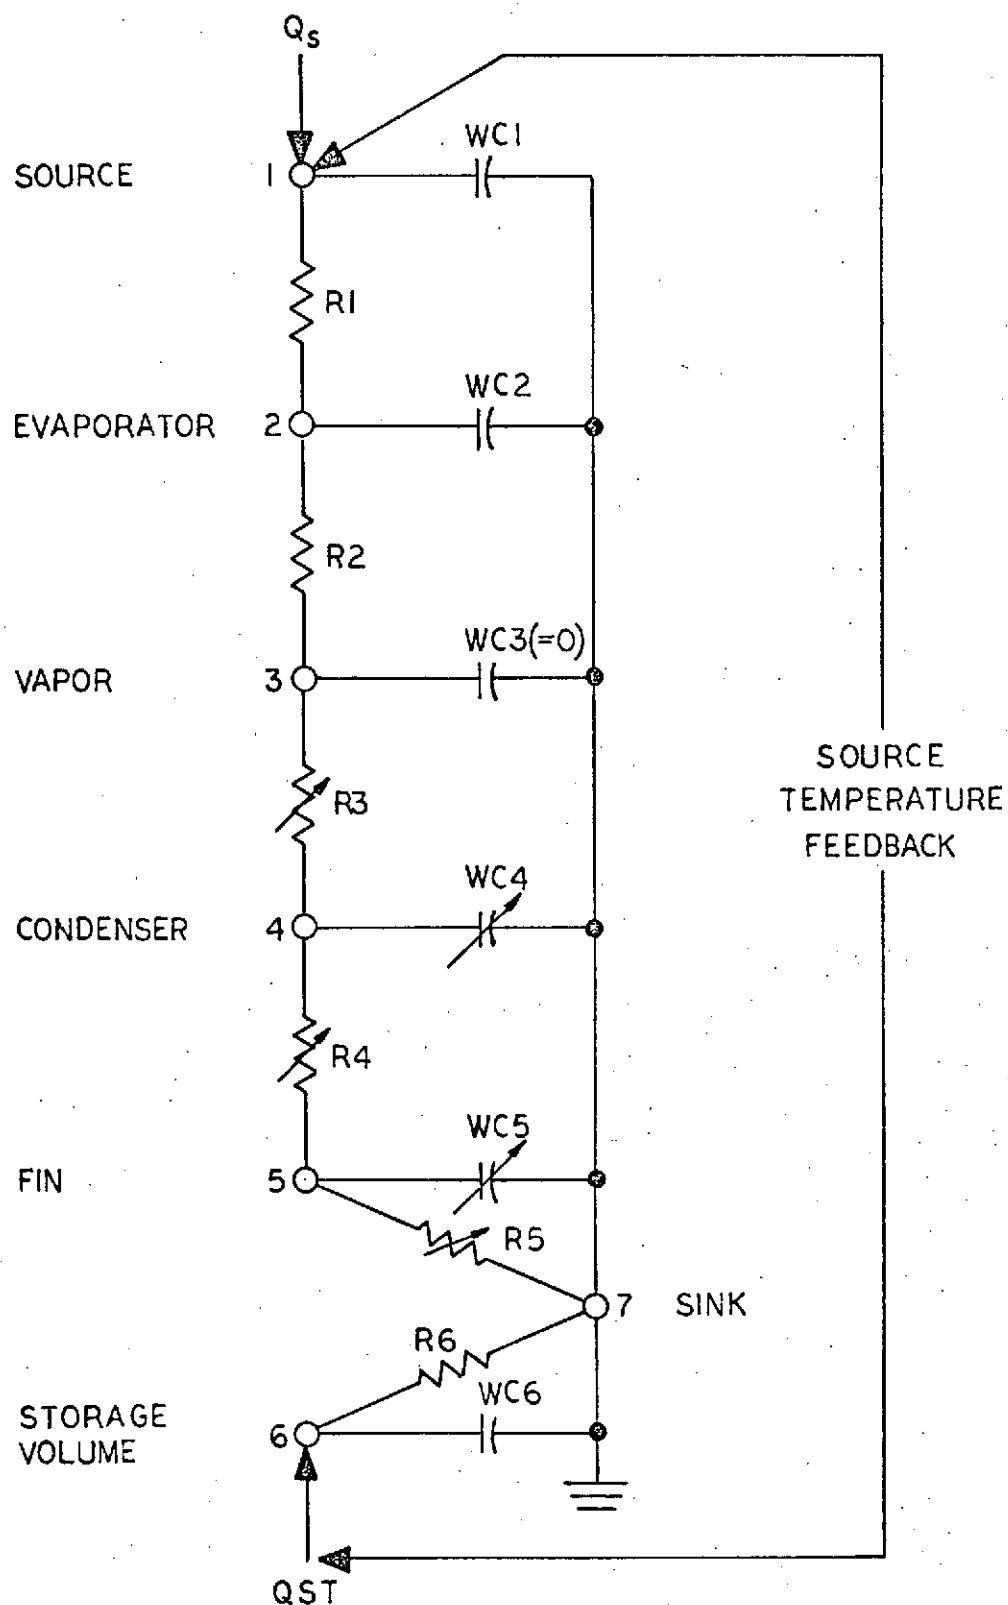 Qs
WC1
SOURCE 1
R1
WC2
EVAPORATOR 2
R2
WC3(=0)
VAPOR 3
SOURCE
TEMPERATURE
FEEDBACK
R3
WC4
CONDENSER 4
R4
WC5
FIN 5
R5
7 SINK
R6
WC6
STORAGE
VOLUME
6
QST